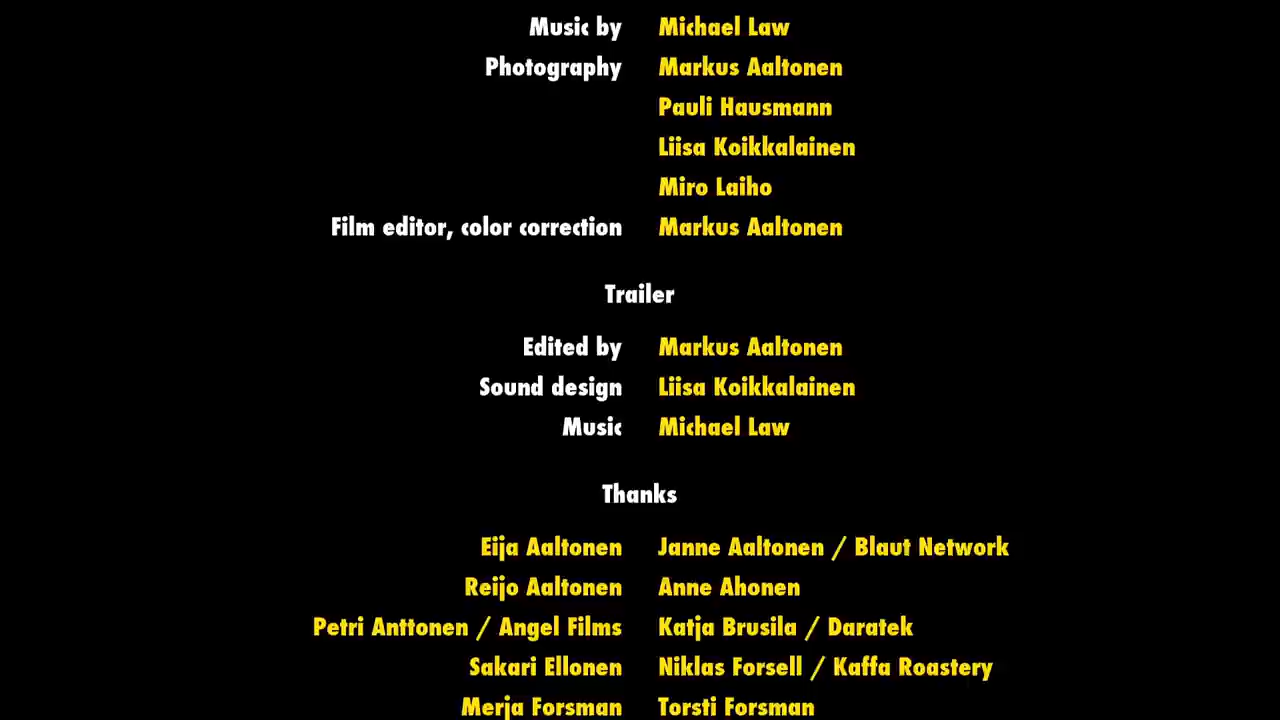 Music by Michael Law
Photography Markus Aaltonen
Pauli Hausmann
Liisa Koikkalainen
Miro Laiho
Film editor, color correction Markus Aaltonen
Trailer
Edited by Markus Aaltonen
Sound design Liisa Koikkalainen
Music Michael Law
Thanks
Eija Aaltonen Janne Aaltonen / Blaut Network
Reijo Aaltonen Anne Ahonen
Petri Anttonen / Angel Films Katja Brusila / Daratek
Sakari Ellonen Niklas Forsell / Kaffa Roastery
Merja Forsman Torsti Forsman